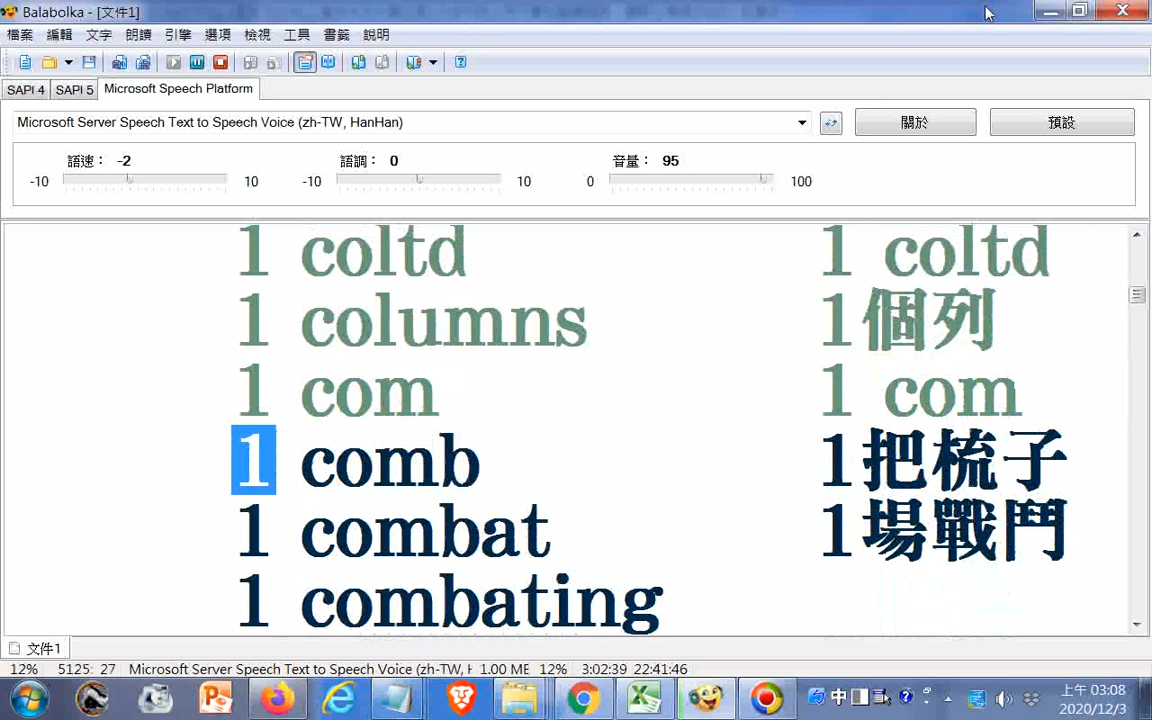 Balabolka - [文件1]
檔案 編輯 文字 朗讀 引擎 選項 檢視 工具 書籤 說明
SAPI 4 SAPI 5 Microsoft Speech Platform
Microsoft Server Speech Text to Speech Voice (zh-TW, HanHan) 關於 預設
語速： -2 語調： 0 音量： 95
-10 10 -10 10 0 100
1 coltd 1 coltd
1 columns 1個列
1 com 1 com
1 comb 1把梳子
1 combat 1場戰鬥
1 combating
文件1
12% 5125: 27 Microsoft Server Speech Text to Speech Voice (zh-TW, H 1.00 ME 12% 3:02:39 22:41:46
中 上午 03:08
2020/12/3